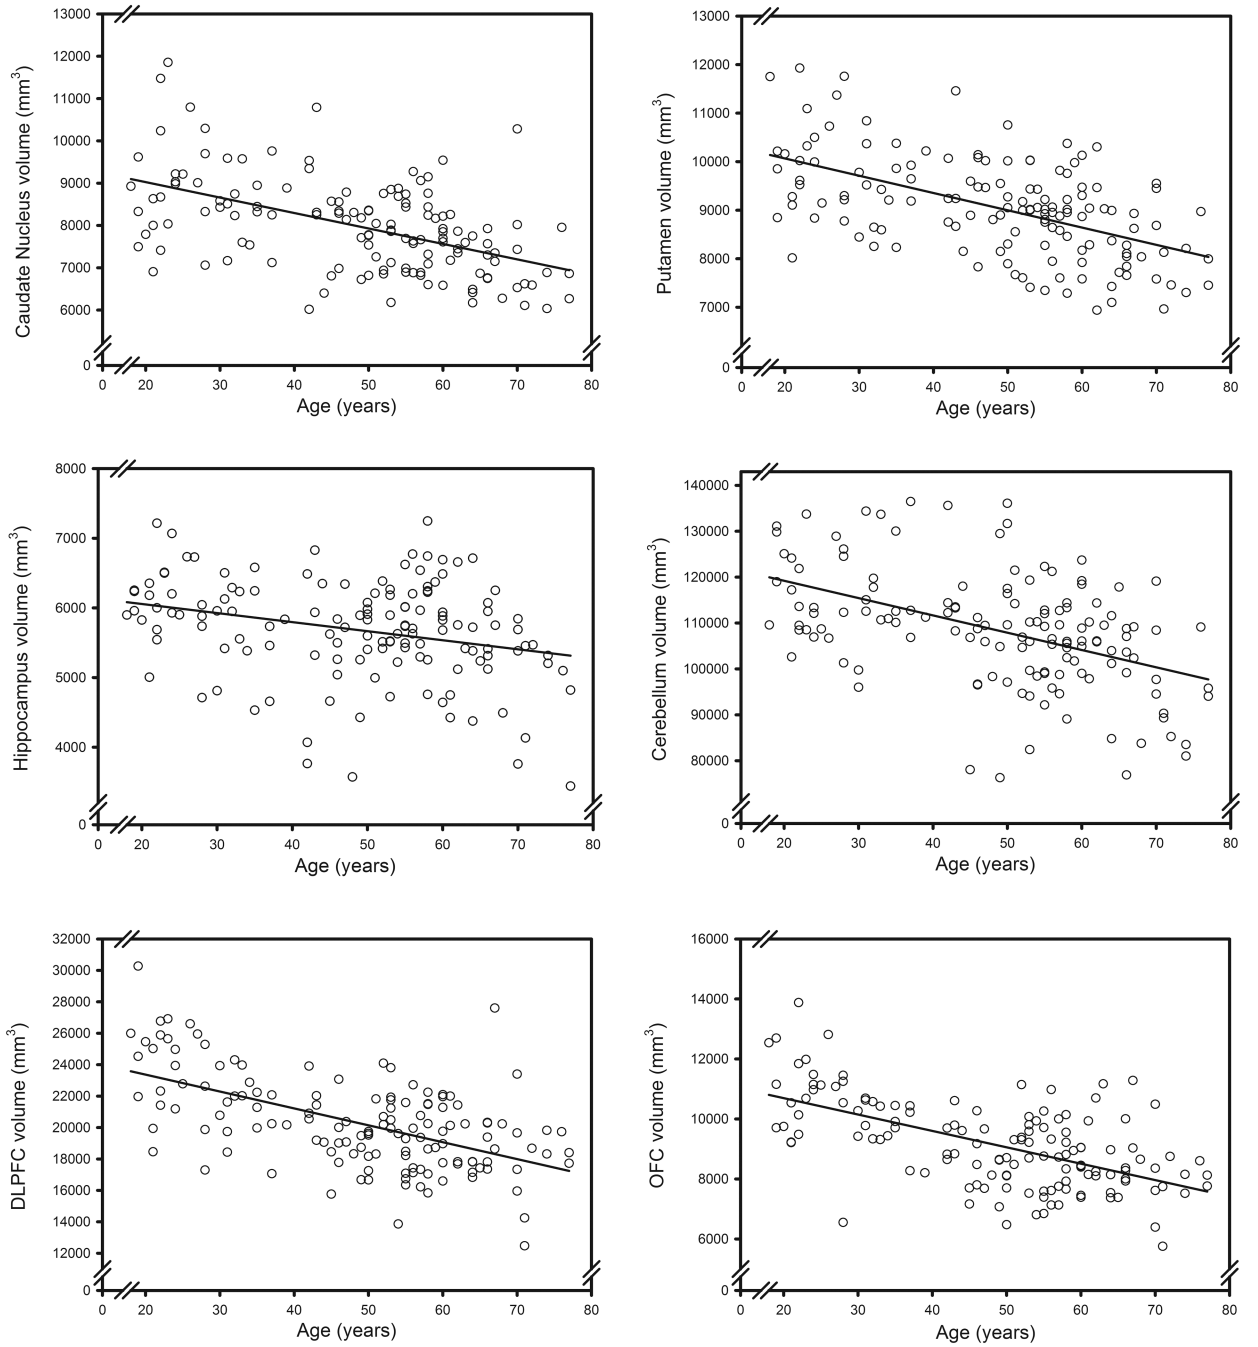 13000
12000
11000
10000
9000
8000
7000
6000
0
Caudate Nucleus volume (mm³)
0 20 30 40 50 60 70 80
Age (years)
13000
12000
11000
10000
9000
8000
7000
0
Putamen volume (mm³)
0 20 30 40 50 60 70 80
Age (years)
8000
7000
6000
5000
4000
0
Hippocampus volume (mm³)
0 20 30 40 50 60 70 80
Age (years)
140000
130000
120000
110000
100000
90000
80000
0
Cerebellum volume (mm³)
0 20 30 40 50 60 70 80
Age (years)
32000
30000
28000
26000
24000
22000
20000
18000
16000
14000
12000
0
DLPFC volume (mm³)
0 20 30 40 50 60 70 80
Age (years)
16000
14000
12000
10000
8000
6000
0
OFC volume (mm³)
0 20 30 40 50 60 70 80
Age (years)